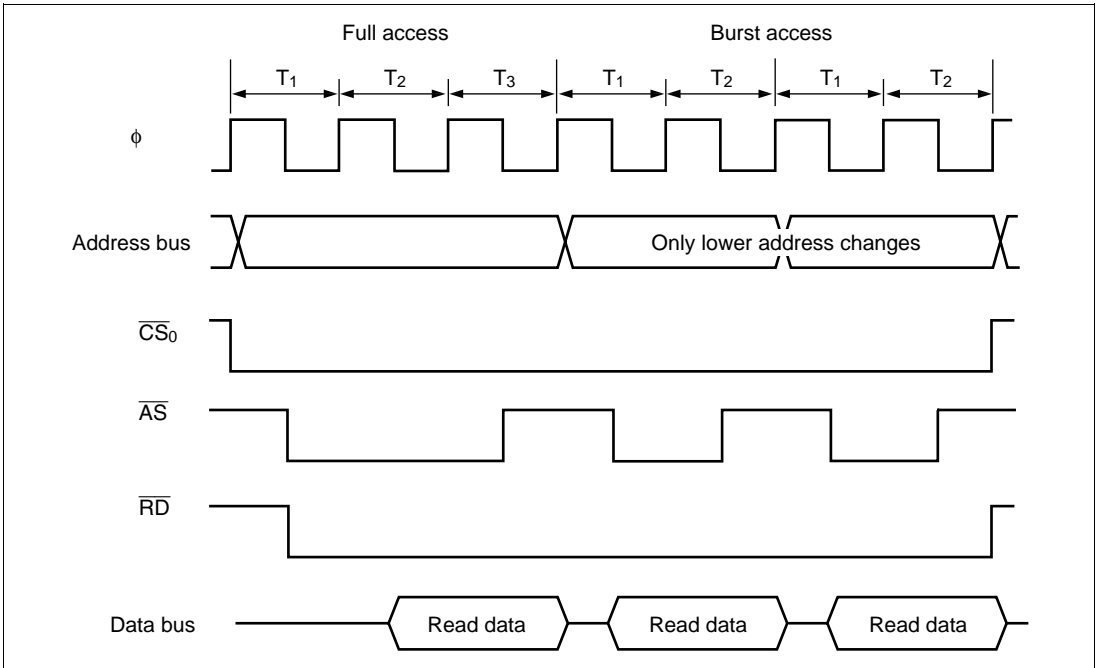 Full access Burst access
T1 T2 T3 T1 T2 T1 T2
ϕ
Address bus Only lower address changes
CS0
AS
RD
Data bus Read data Read data Read data